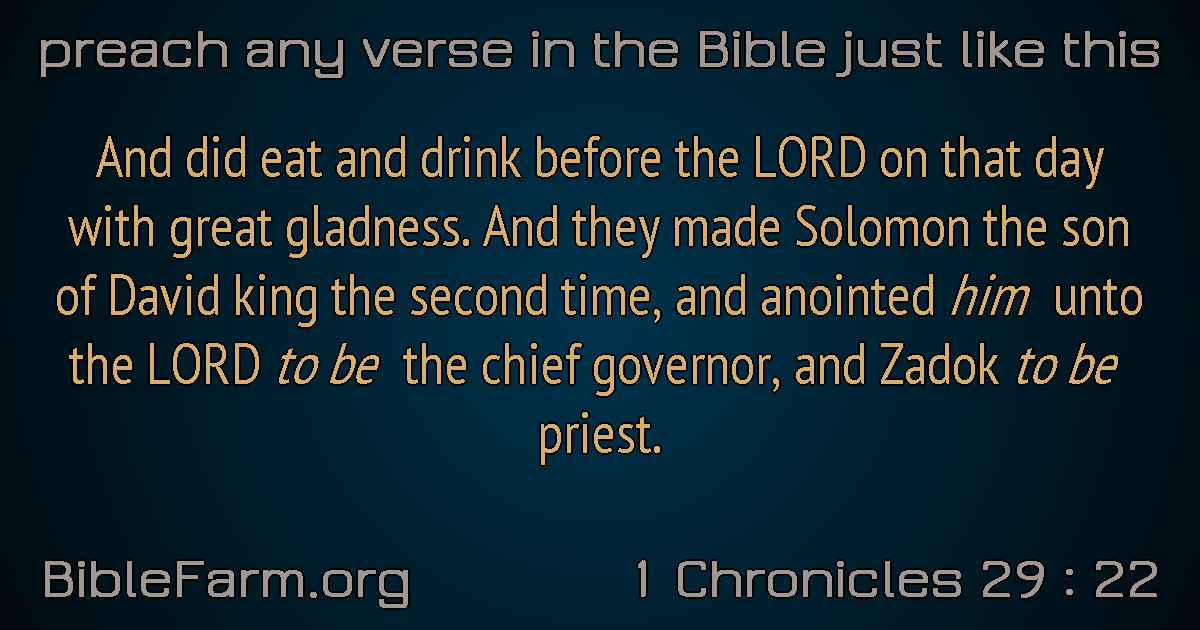 preach any verse in the Bible just like this
And did eat and drink before the LORD on that day
with great gladness. And they made Solomon the son
of David king the second time, and anointed him unto
the LORD to be the chief governor, and Zadok to be
priest.
BibleFarm.org
1 Chronicles 29 : 22